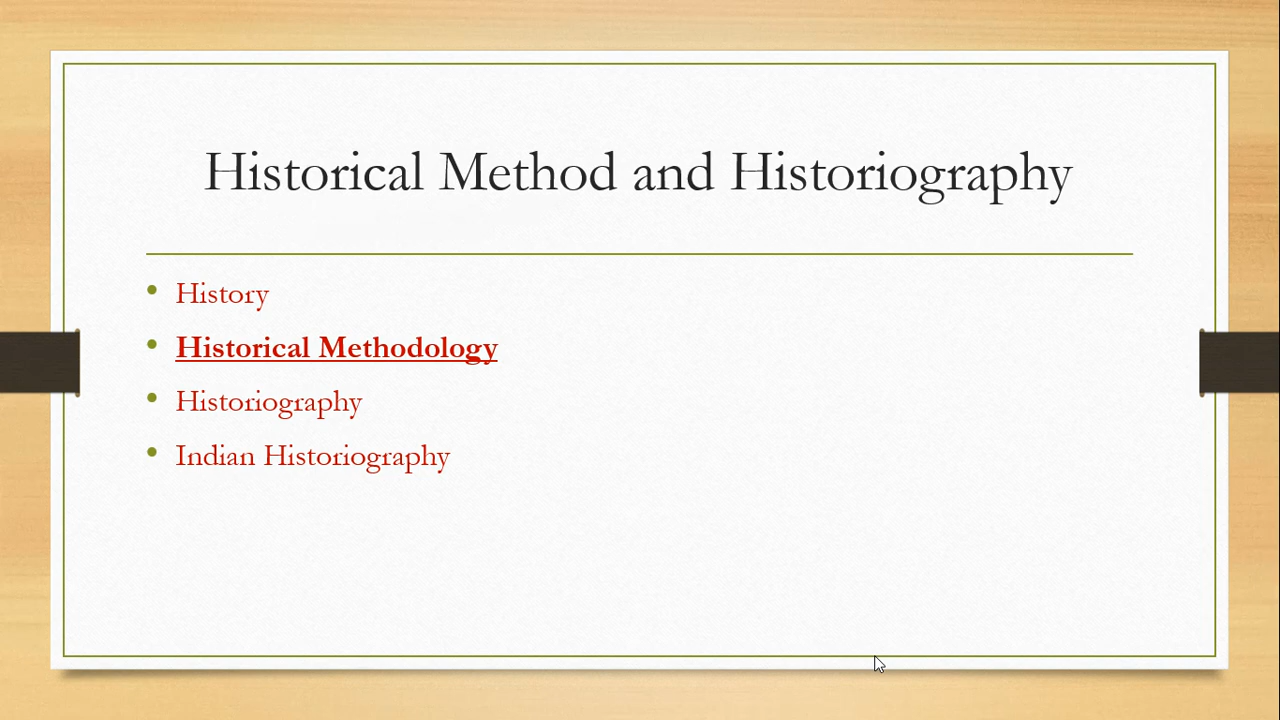 Historical Method and Historiography
• History
• Historical Methodology
• Historiography
• Indian Historiography